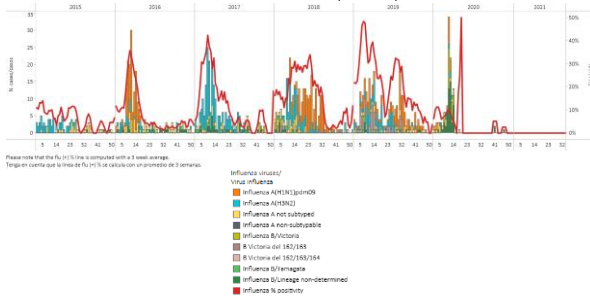 2015 2016 2017 2018 2019 2020 2021
35 30 25 20 15 10 5 0
50% 40% 30% 20% 10% 0%
5 14 23 32 41 50 5 14 23 32 41 50 5 14 23 32 41 50 5 14 23 32 41 50 5 14 23 32 41 50 5 14 23 32 41 50 5 14 23 32
Please note that the flu (+) % line is computed with a 3 week average.
Tenga en cuenta que la línea de flu (+) % se calcula con un promedio de 3 semanas.
Influenza viruses/
Virus influenza
Influenza A(H1N1)pdm09
Influenza A(H3N2)
Influenza A not subtyped
Influenza A non-subtypable
Influenza B/Victoria
B Victoria del 162/163
B Victoria del 162/163/164
Influenza B/Yamagata
Influenza B/Lineage non-determined
Influenza % positivity